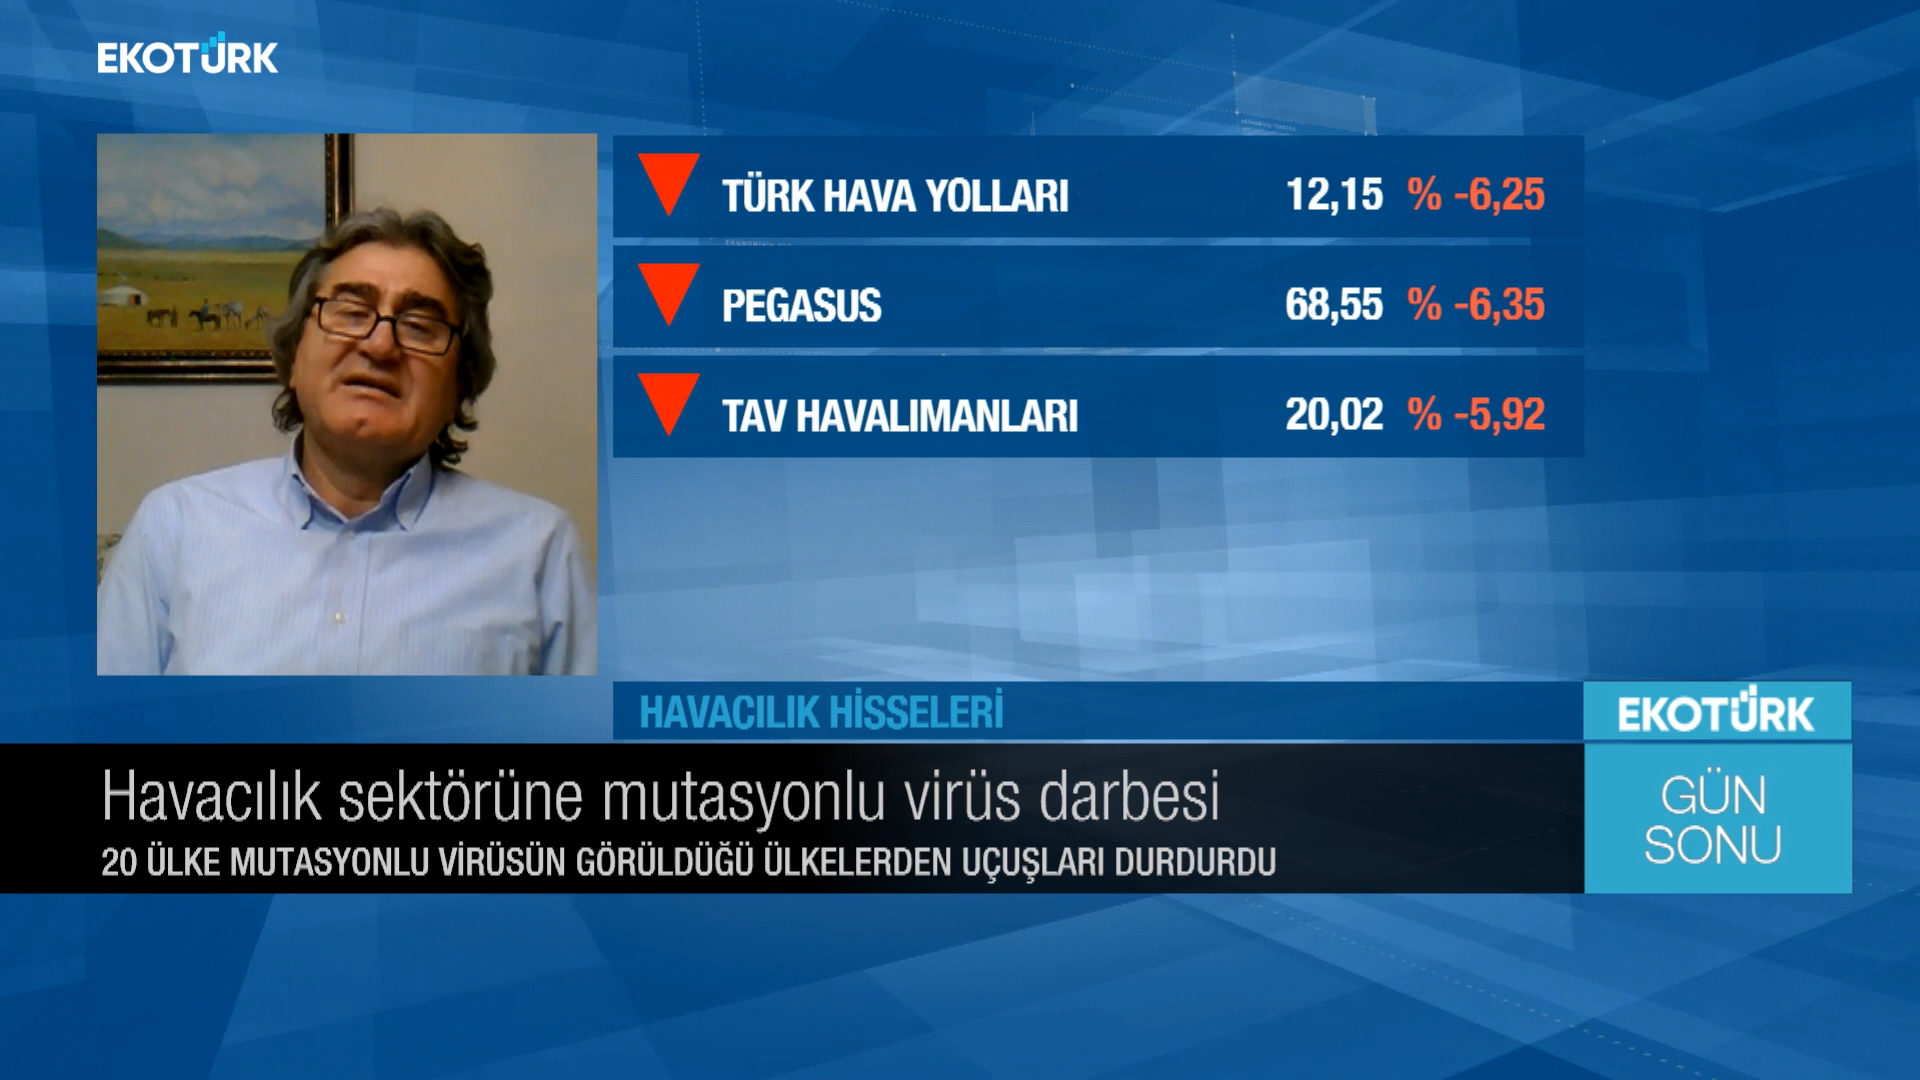 EKOTÜRK
TÜRK HAVA YOLLARI 12,15 % -6,25
PEGASUS 68,55 % -6,35
TAV HAVALIMANLARI 20,02 % -5,92
HAVACILIK HİSSELERİ
EKOTÜRK
Havacılık sektörüne mutasyonlu virüs darbesi
20 ÜLKE MUTASYONLU VİRÜSÜN GÖRÜLDÜĞÜ ÜLKELERDEN UÇUŞLARI DURDURDU
GÜN
SONU